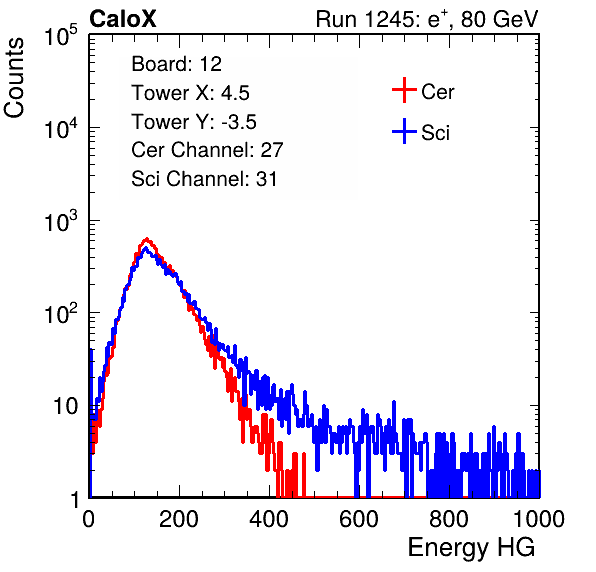 CaloX Run 1245: e⁺, 80 GeV
Counts
10⁵
10⁴
10³
10²
10
1
Board: 12
Tower X: 4.5
Tower Y: -3.5
Cer Channel: 27
Sci Channel: 31
Cer
Sci
0 200 400 600 800 1000
Energy HG